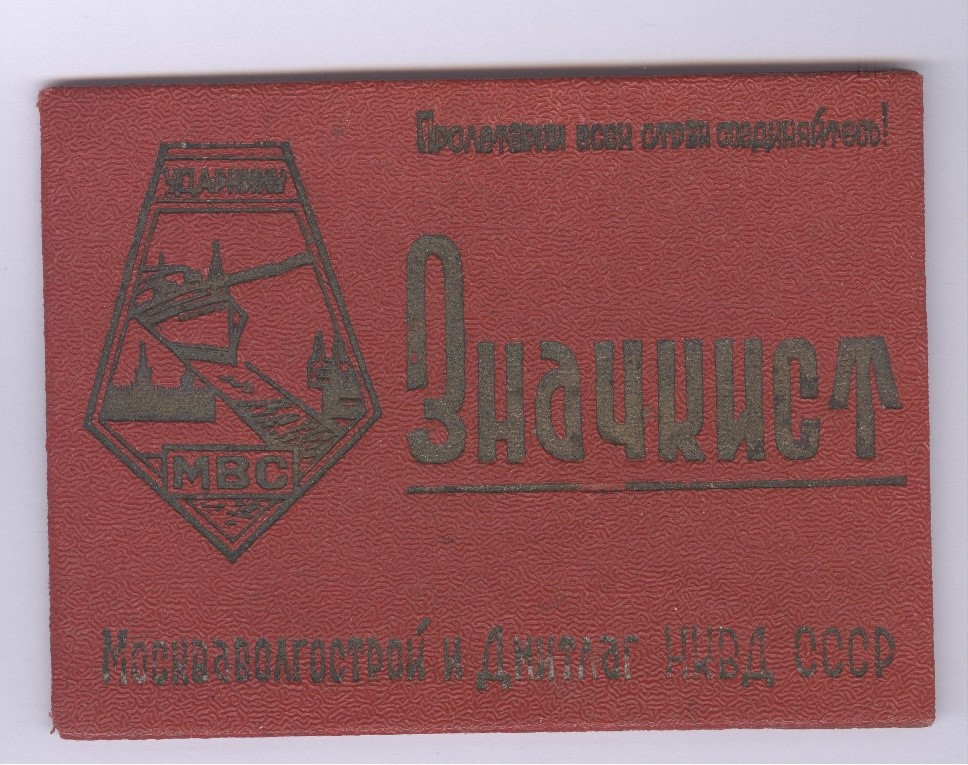 Пролетарии всех стран соединяйтесь!
УДАРНИКУ
Значкист
МВС
Москваволгострой и Дмитлаг НКВД СССР